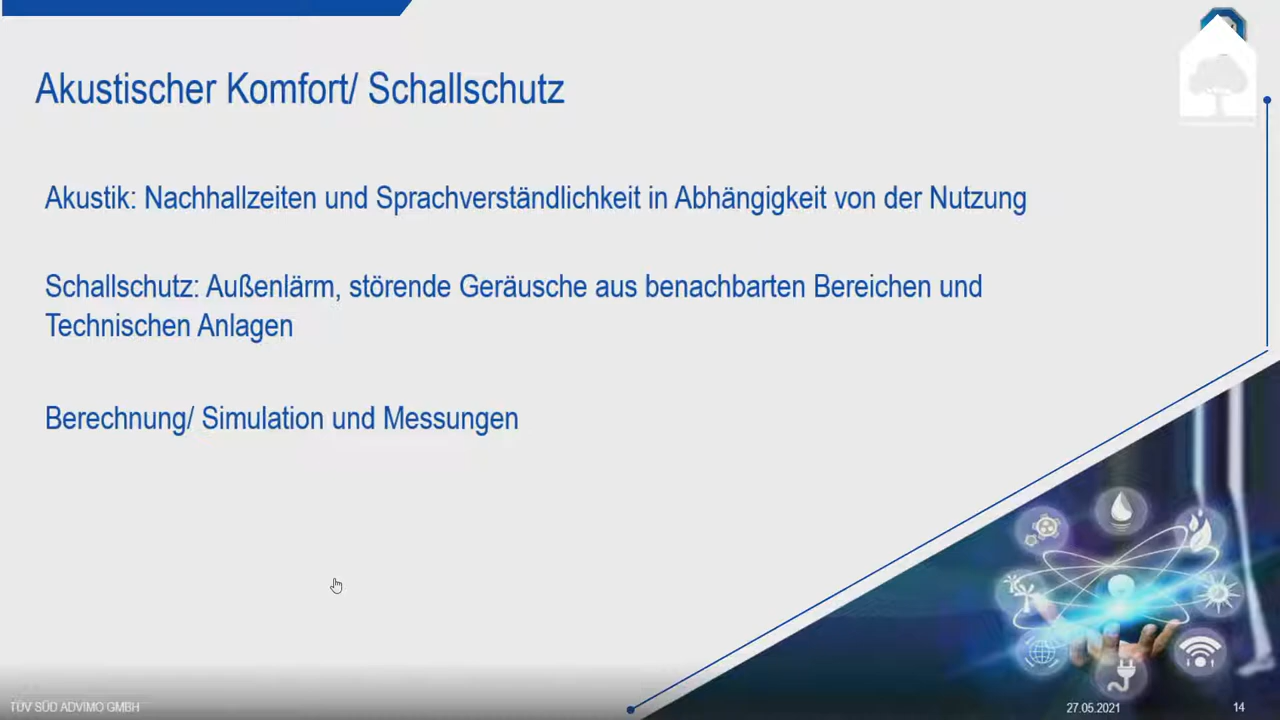 Akustischer Komfort/ Schallschutz
Akustik: Nachhallzeiten und Sprachverständlichkeit in Abhängigkeit von der Nutzung
Schallschutz: Außenlärm, störende Geräusche aus benachbarten Bereichen und
Technischen Anlagen
Berechnung/ Simulation und Messungen
TÜV SÜD ADVIMO GMBH
27.05.2021
14